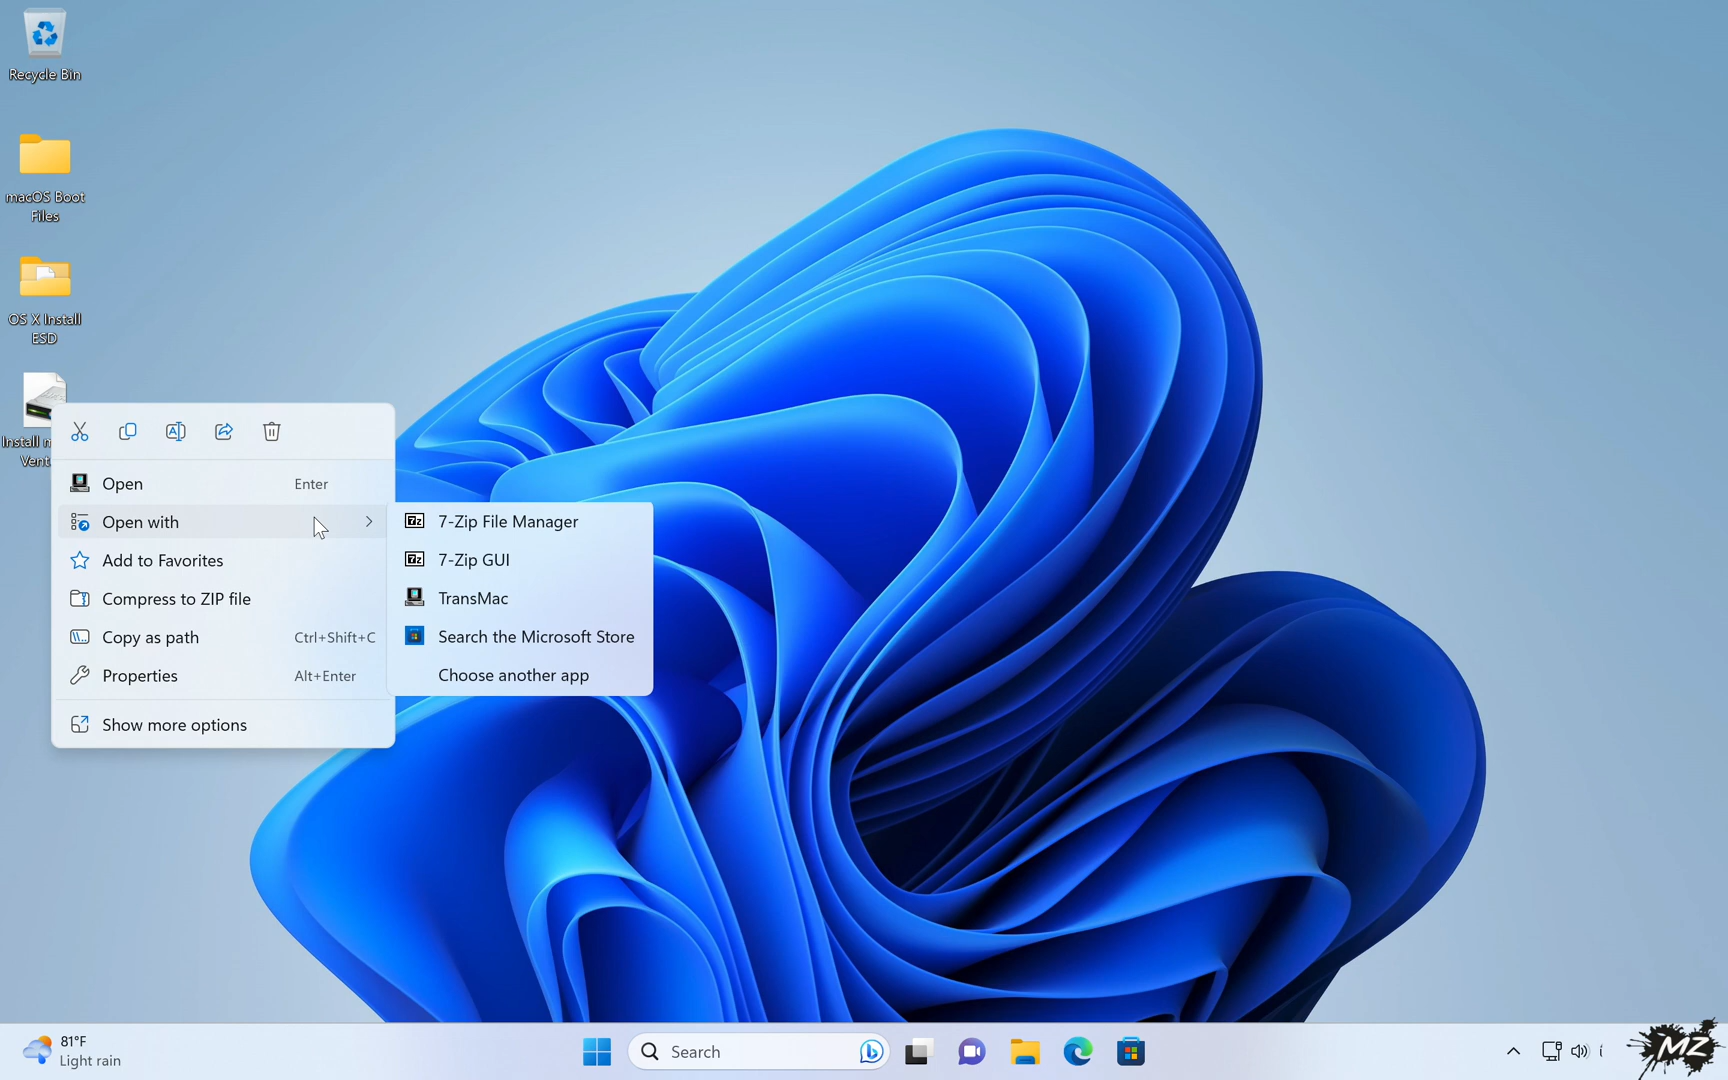 Recycle Bin
macOS Boot
Files
OS X Install
ESD
Install
Open Enter
Open with
Add to Favorites
Compress to ZIP file
Copy as path Ctrl+Shift+C
Properties Alt+Enter
Show more options
7z 7-Zip File Manager
7z 7-Zip GUI
TransMac
Search the Microsoft Store
Choose another app
81°F
Light rain
Search
MZ